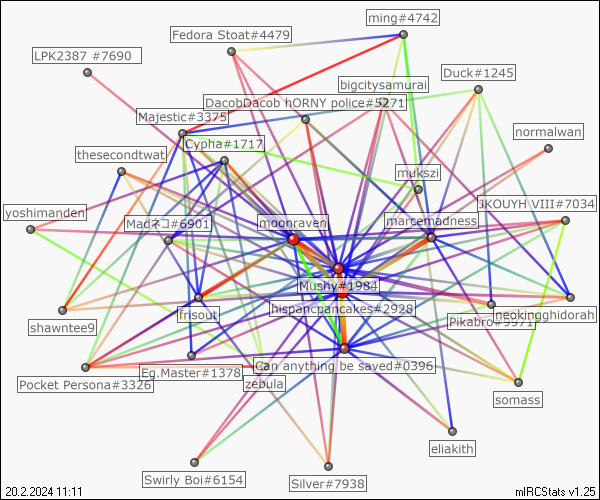 ming#4742
Fedora Stoat#4479
LPK2387 #7690
Duck#1245
bigcitysamurai
DacobDacob hORNY police#5271
Majestic#3375
normalwan
Cypha#1717
thesecondtwat
mukszi
JKOUYH VIII#7034
yoshimanden
Madネコ#6901
moonraven
marcemadness
Mushy#1984
hispancpancakes#2928
frisout
neckingghidorah
Pikabro#9971
shawntee9
Can anything be saved#0396
Eg.Master#1378
Pocket Persona#3326
zebula
somass
eliakith
Swirly Boi#6154
Silver#7938
20.2.2024 11:11
mIRCStats v1.25